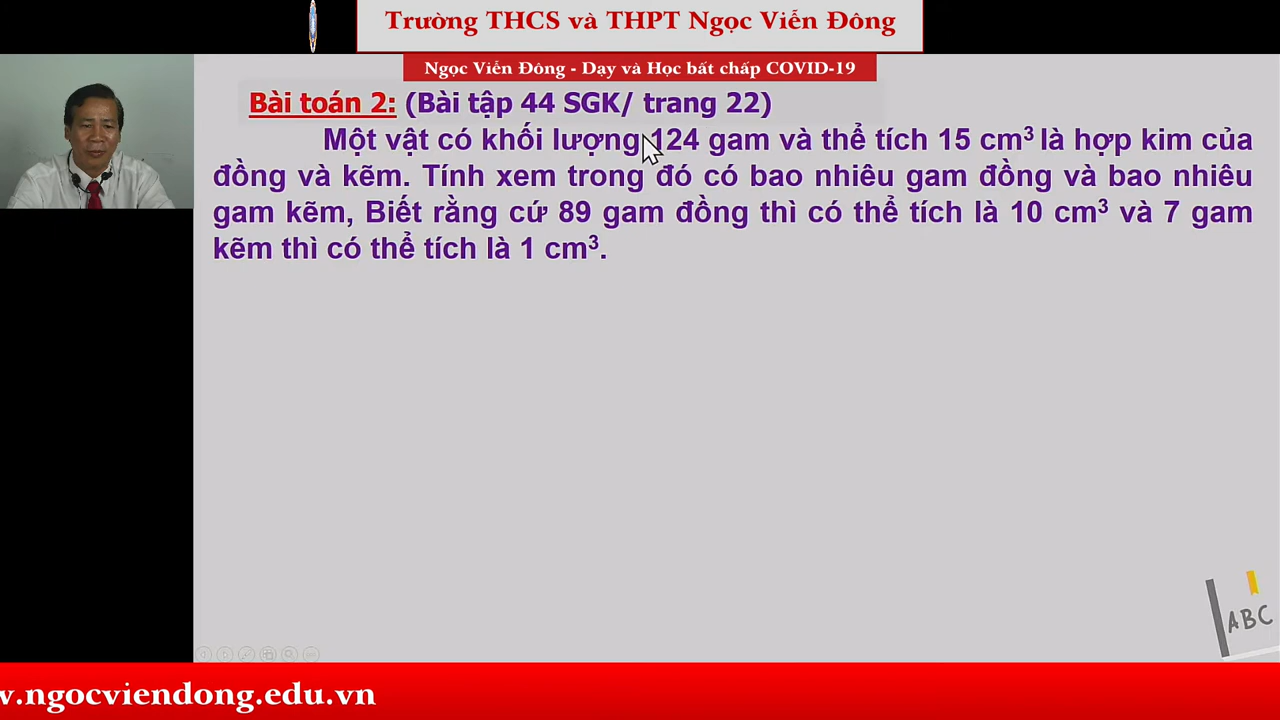 Trường THCS và THPT Ngọc Viễn Đông
Ngọc Viễn Đông - Dạy và Học bất chấp COVID-19
Bài toán 2: (Bài tập 44 SGK/ trang 22)
Một vật có khối lượng 124 gam và thể tích 15 cm³ là hợp kim của
đồng và kẽm. Tính xem trong đó có bao nhiêu gam đồng và bao nhiêu
gam kẽm, Biết rằng cứ 89 gam đồng thì có thể tích là 10 cm³ và 7 gam
kẽm thì có thể tích là 1 cm³.
ABC
.ngocviendong.edu.vn